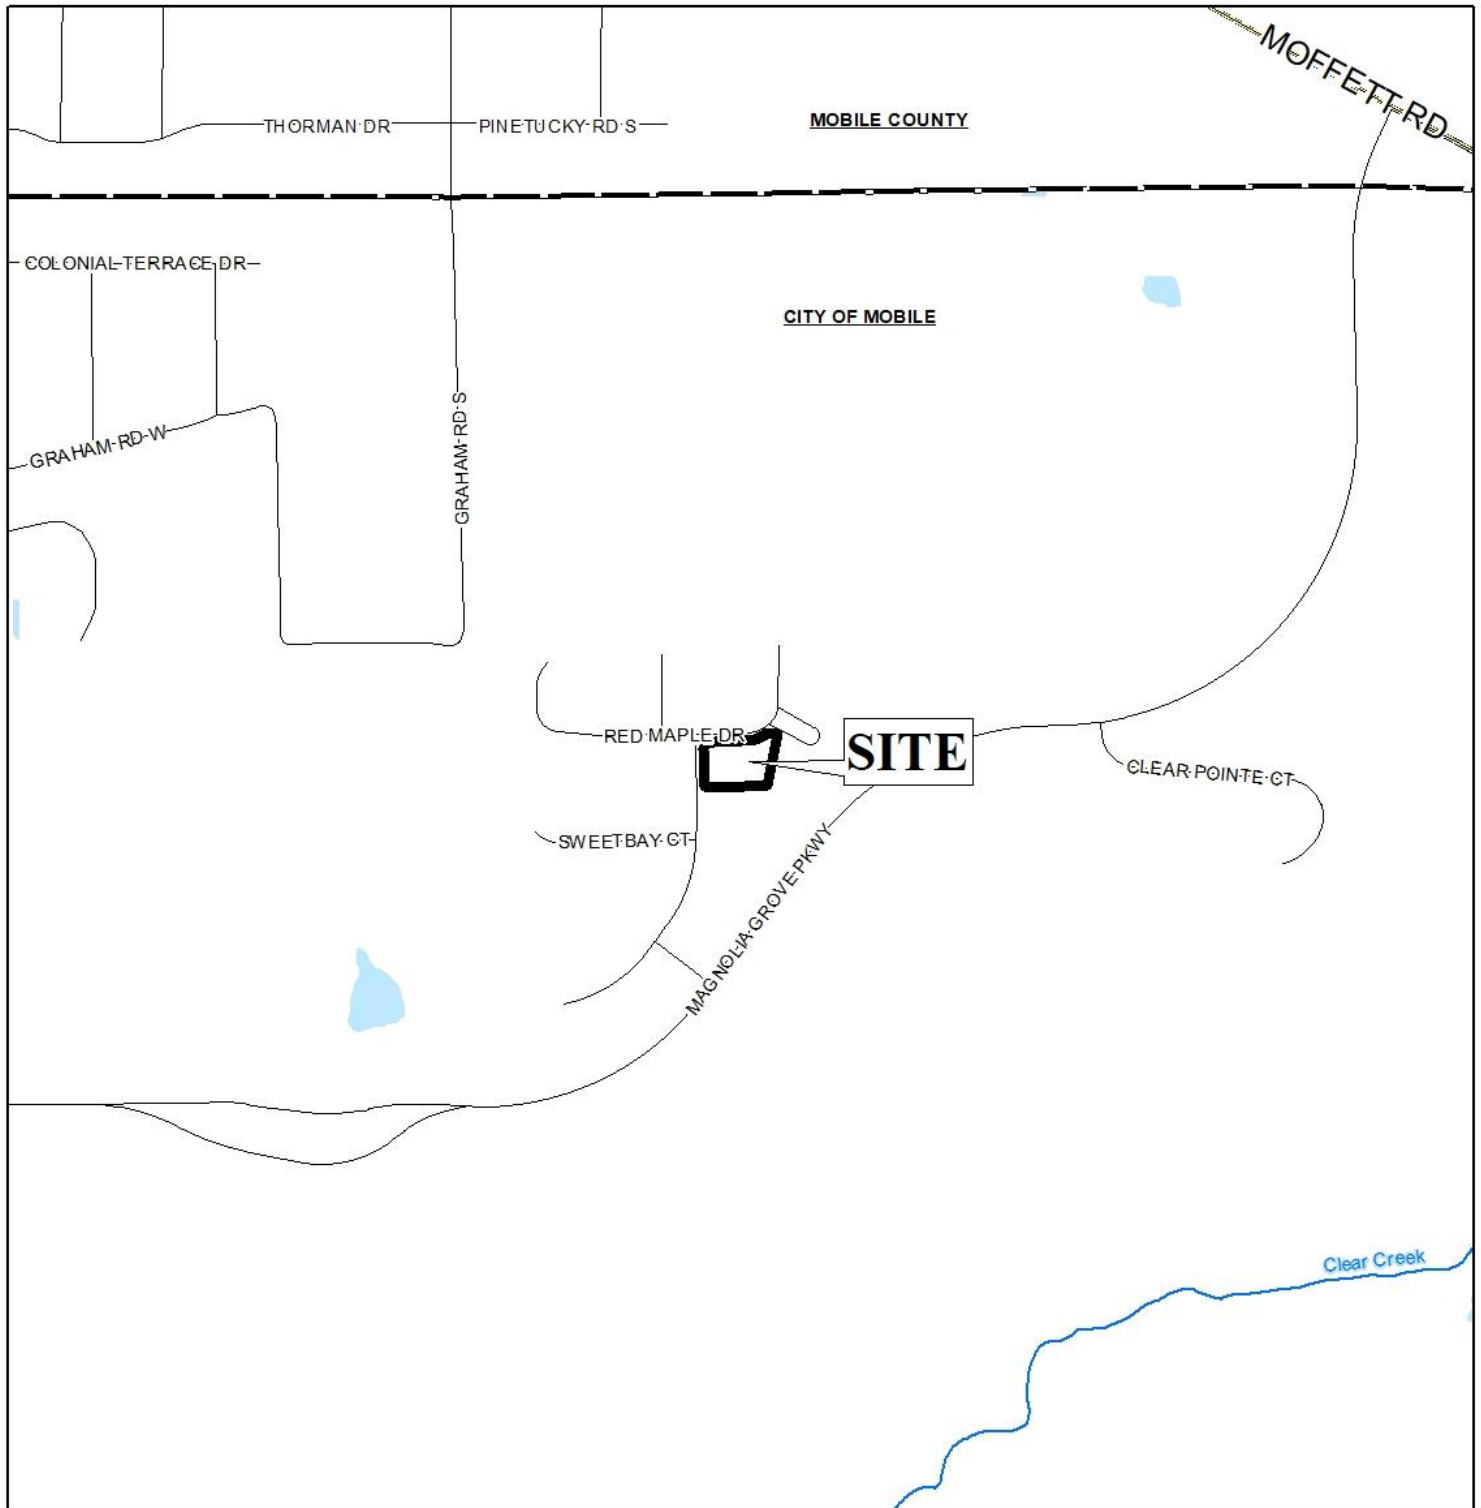 MOFFETT RD
THORMAN DR
PINETUCKY RD S
MOBILE COUNTY
COLONIAL TERRACE DR
CITY OF MOBILE
GRAHAM RD W
GRAHAM RD S
RED MAPLE DR
SITE
CLEAR POINTE CT
SWEETBAY CT
MAGNOLIA GROVE PKWY
Clear Creek